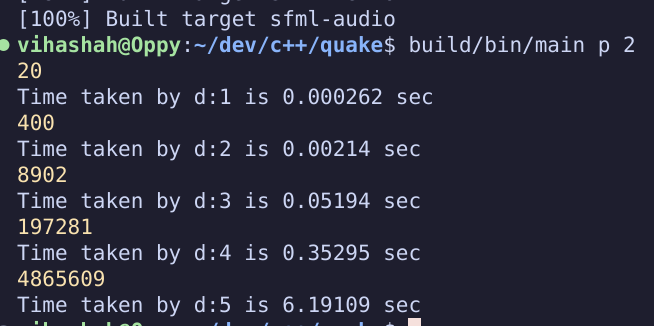 [100%] Built target sfml-audio
vihashah@Oppy:~/dev/c++/quake$ build/bin/main p 2
20
Time taken by d:1 is 0.000262 sec
400
Time taken by d:2 is 0.00214 sec
8902
Time taken by d:3 is 0.05194 sec
197281
Time taken by d:4 is 0.35295 sec
4865609
Time taken by d:5 is 6.19109 sec